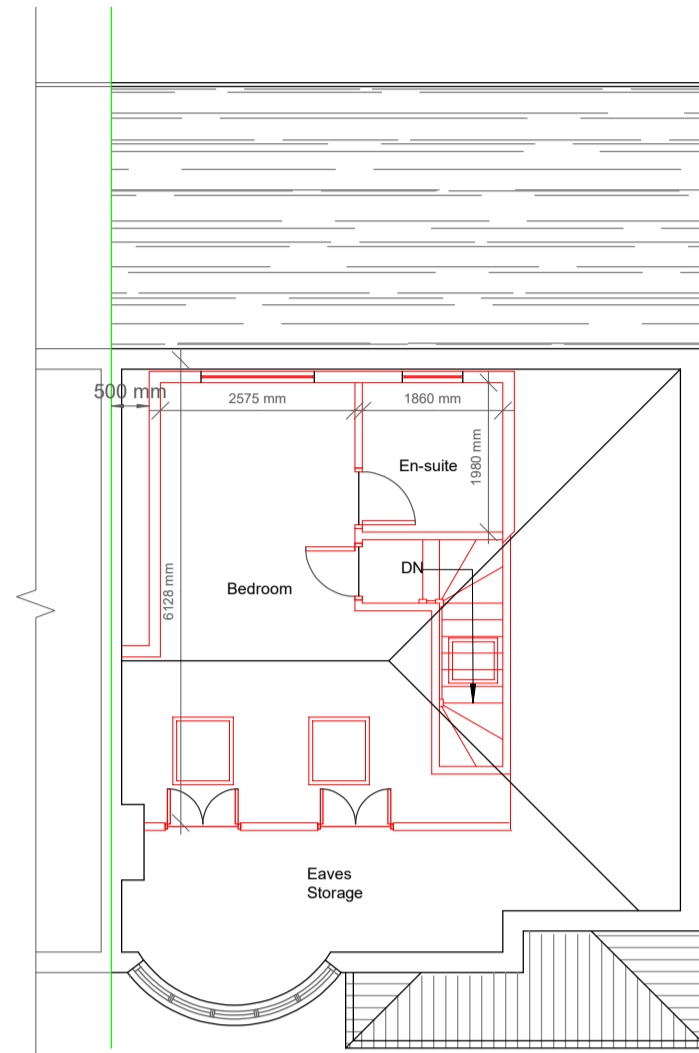 500 mm
2575 mm
1860 mm
En-suite
1980 mm
DN
Bedroom
6128 mm
Eaves
Storage